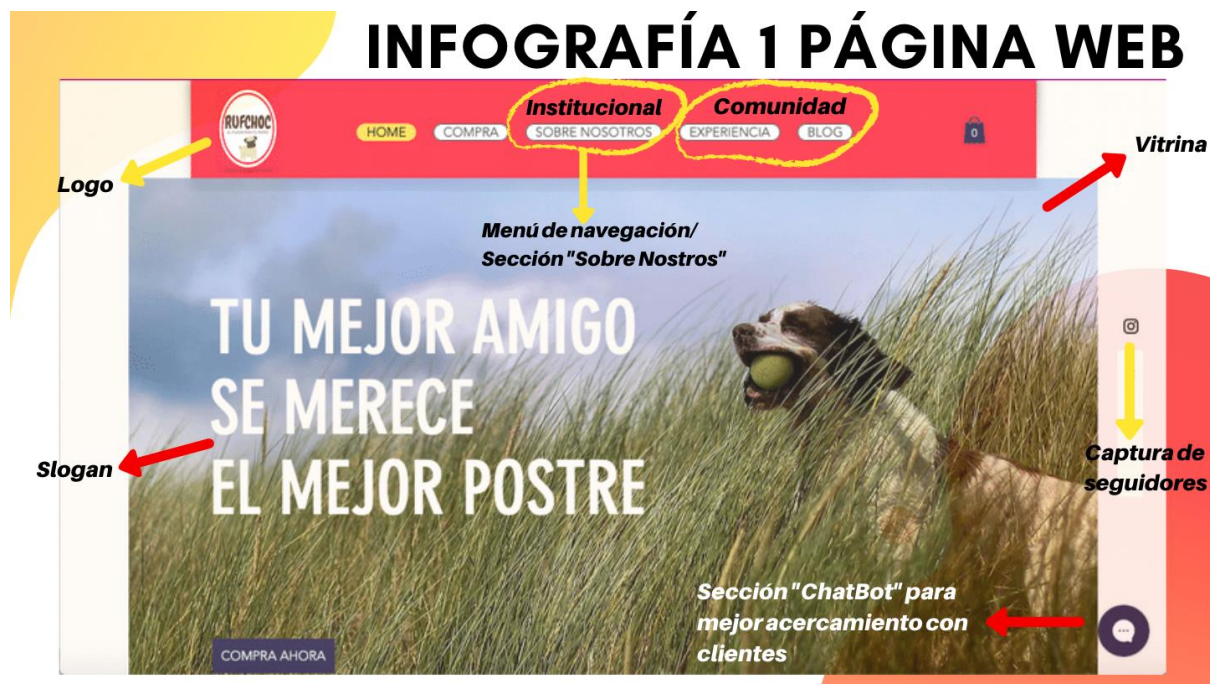 INFOGRAFÍA 1 PÁGINA WEB
Institucional
Comunidad
RUFCHOC
HOME
COMPRA
SOBRE NOSOTROS
EXPERIENCIA
BLOG
0
Vitrina
Logo
Menú de navegación/
Sección "Sobre Nostros"
TU MEJOR AMIGO
SE MERECE
EL MEJOR POSTRE
Slogan
Captura de
seguidores
Sección "ChatBot" para
mejor acercamiento con
clientes
COMPRA AHORA